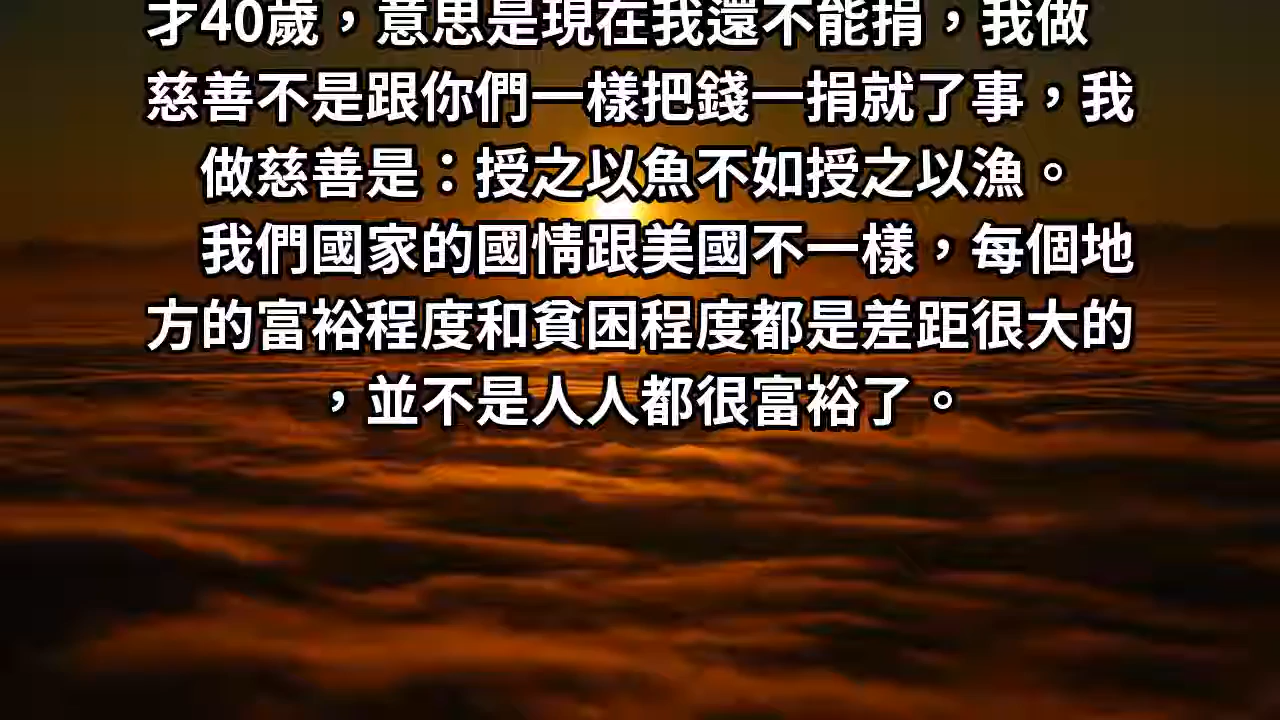 才40歲，意思是現在我還不能捐，我做
慈善不是跟你們一樣把錢一捐就了事，我
做慈善是：授之以魚不如授之以漁。
我們國家的國情跟美國不一樣，每個地
方的富裕程度和貧困程度都是差距很大的
，並不是人人都很富裕了。